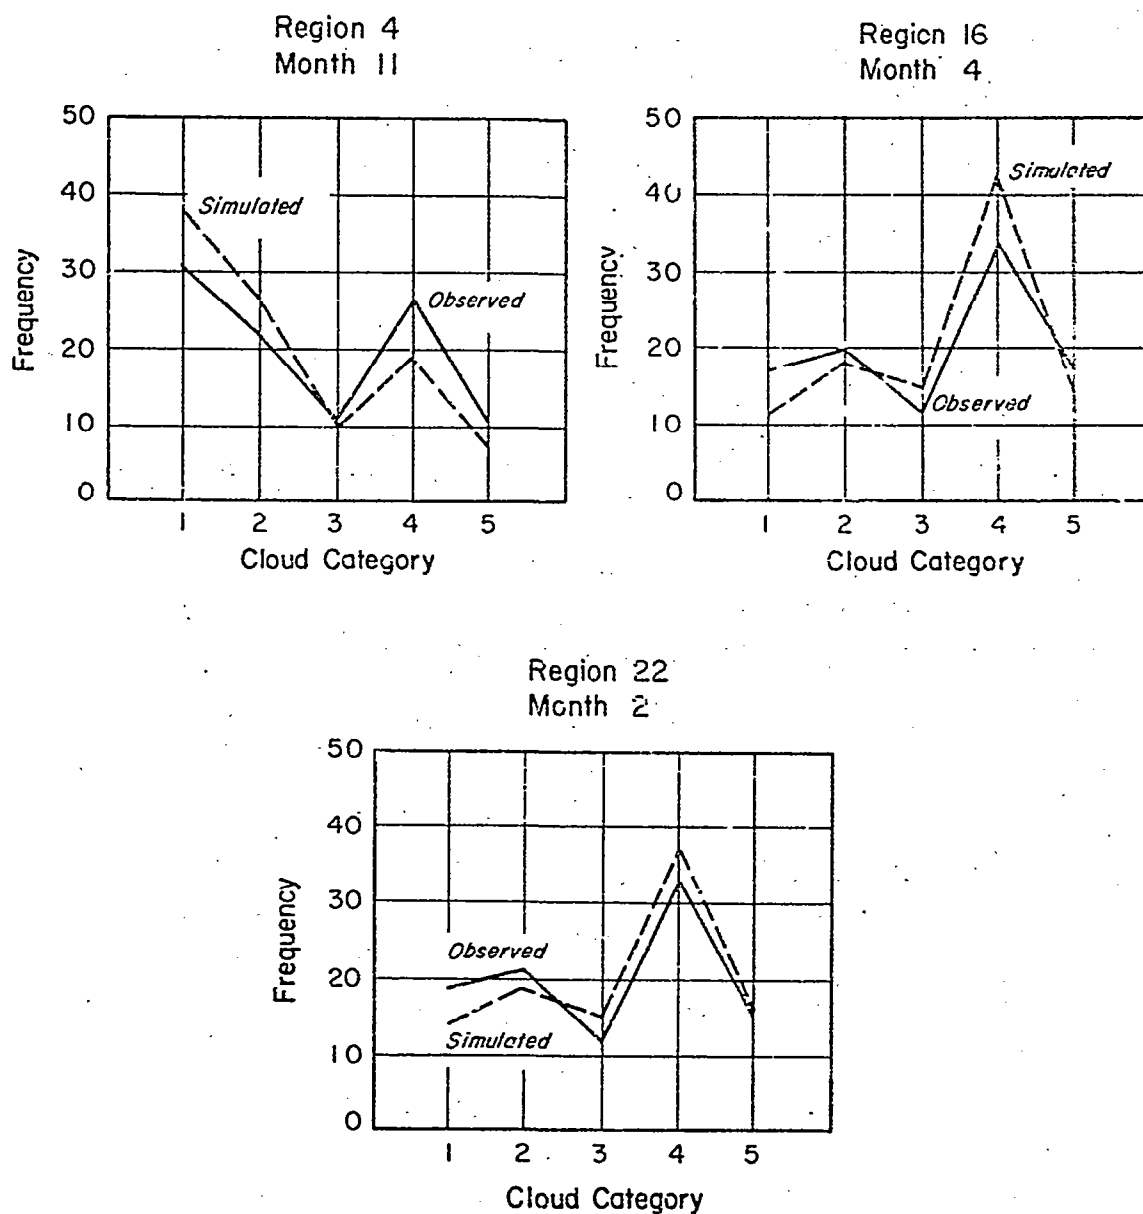 Region 4
Month 11
50
40
30
20
10
0
Frequency
Simulated
Observed
1 2 3 4 5
Cloud Category
Region 16
Month 4
50
40
30
20
10
0
Frequency
Simulated
Observed
1 2 3 4 5
Cloud Category
Region 22
Month 2
50
40
30
20
10
0
Frequency
Observed
Simulated
1 2 3 4 5
Cloud Category